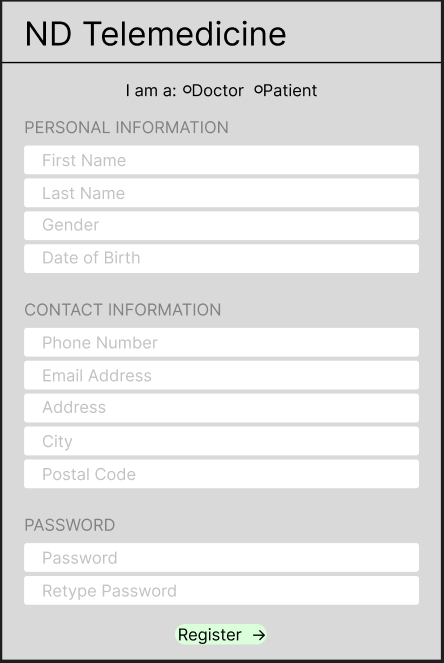 ND Telemedicine
I am a: Doctor Patient
PERSONAL INFORMATION
First Name
Last Name
Gender
Date of Birth
CONTACT INFORMATION
Phone Number
Email Address
Address
City
Postal Code
PASSWORD
Password
Retype Password
Register →